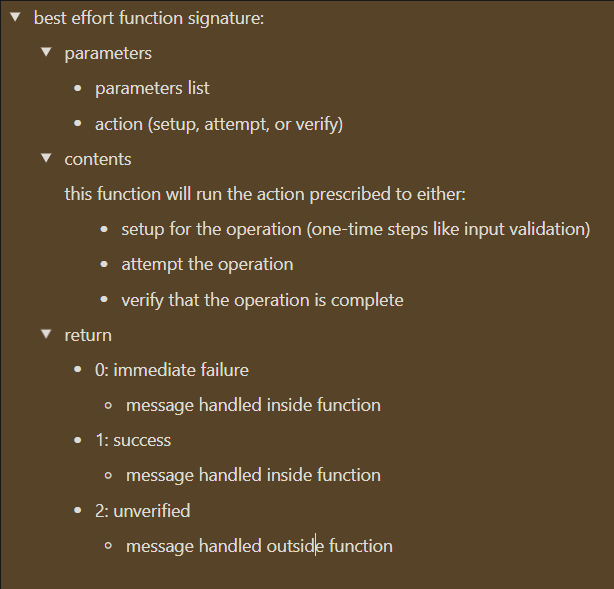 best effort function signature:
parameters
parameters list
action (setup, attempt, or verify)
contents
this function will run the action prescribed to either:
setup for the operation (one-time steps like input validation)
attempt the operation
verify that the operation is complete
return
0: immediate failure
message handled inside function
1: success
message handled inside function
2: unverified
message handled outside function